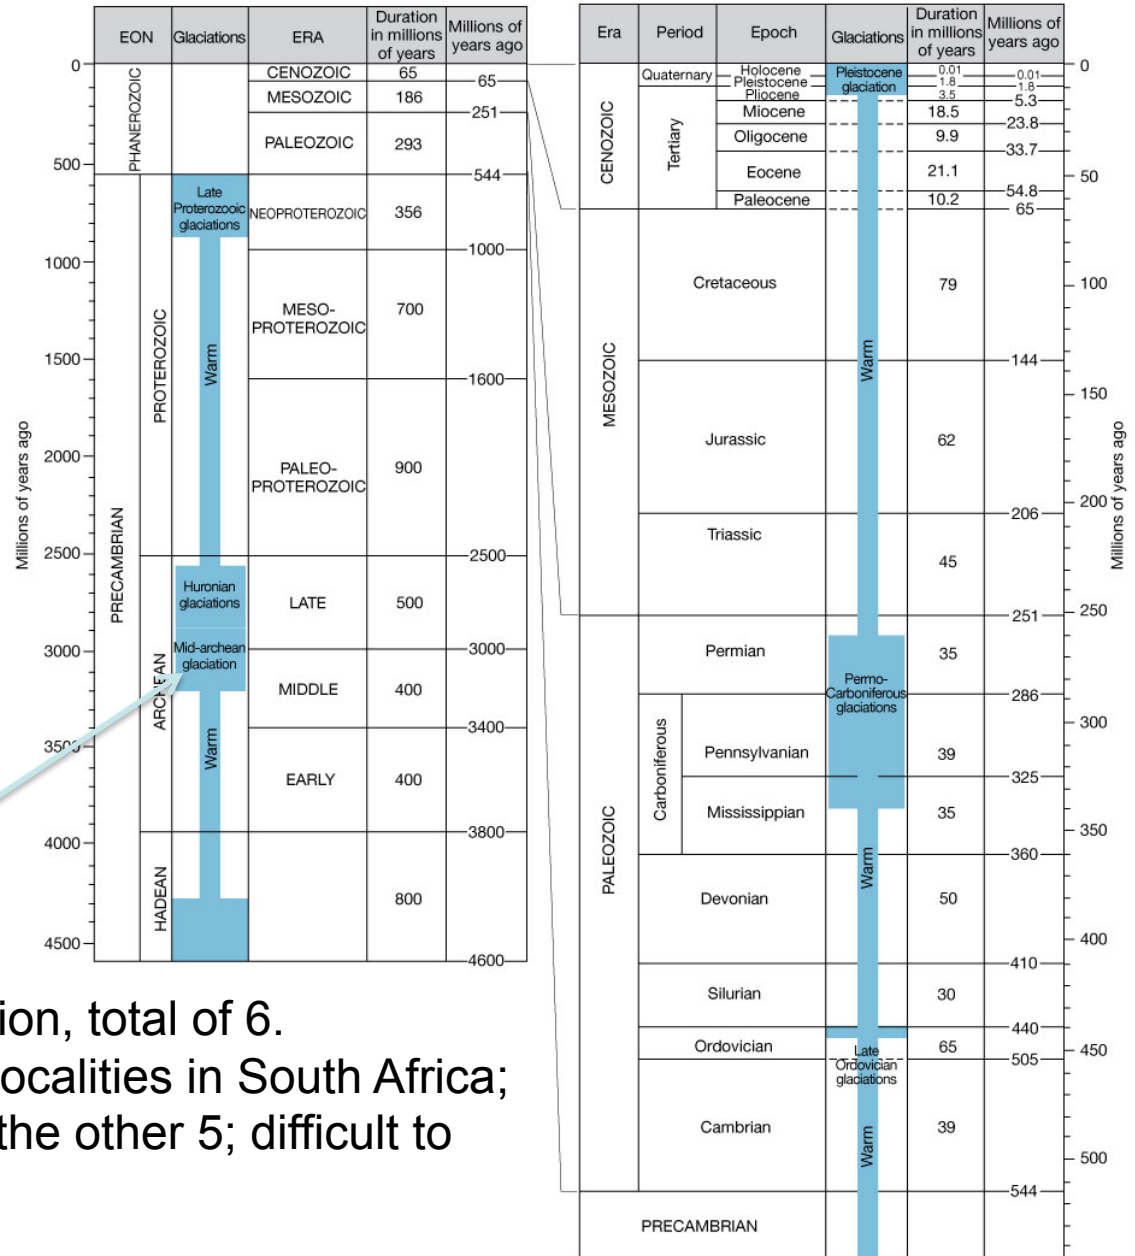 EON
Glaciations
ERA
Duration
in millions
of years
Millions of
years ago
0
500
1000
1500
2000
2500
3000
3500
4000
4500
Millions of years ago
PHANEROZOIC
PRECAMBRIAN
PROTEROZOIC
ARCHEAN
HADEAN
Late
Proterozooic
glaciations
Warm
Huronian
glaciations
Mid-archean
glaciation
Warm
CENOZOIC
MESOZOIC
PALEOZOIC
NEOPROTEROZOIC
MESO-
PROTEROZOIC
PALEO-
PROTEROZOIC
LATE
MIDDLE
EARLY
65
186
293
356
700
900
500
400
400
800
65
251
544
1000
1600
2500
3000
3400
3800
4600
Era
Period
Epoch
Glaciations
Duration
in millions
of years
Millions of
years ago
CENOZOIC
MESOZOIC
PALEOZOIC
Quaternary
Tertiary
Holocene
Pleistocene
Pliocene
Miocene
Oligocene
Eocene
Paleocene
Cretaceous
Jurassic
Triassic
Permian
Carboniferous
Pennsylvanian
Mississippian
Devonian
Silurian
Ordovician
Cambrian
PRECAMBRIAN
Pleistocene
glaciation
Warm
Permo-
Carboniferous
glaciations
Warm
Late
Ordovician
glaciations
Warm
0.01
1.8
3.5
18.5
9.9
21.1
10.2
79
62
45
35
39
35
50
30
65
39
0.01
1.8
5.3
23.8
33.7
54.8
65
144
206
251
286
325
360
410
440
505
544
0
50
100
150
200
250
300
350
400
450
500
Millions of years ago
ion, total of 6.
ocalities in South Africa;
the other 5; difficult to